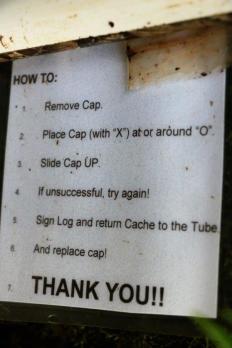 HOW TO:
1. Remove Cap.
2. Place Cap (with "X") at or around "O".
3. Slide Cap UP.
4. If unsuccessful, try again!
5. Sign Log and return Cache to the Tube
6. And replace cap!
7. THANK YOU!!